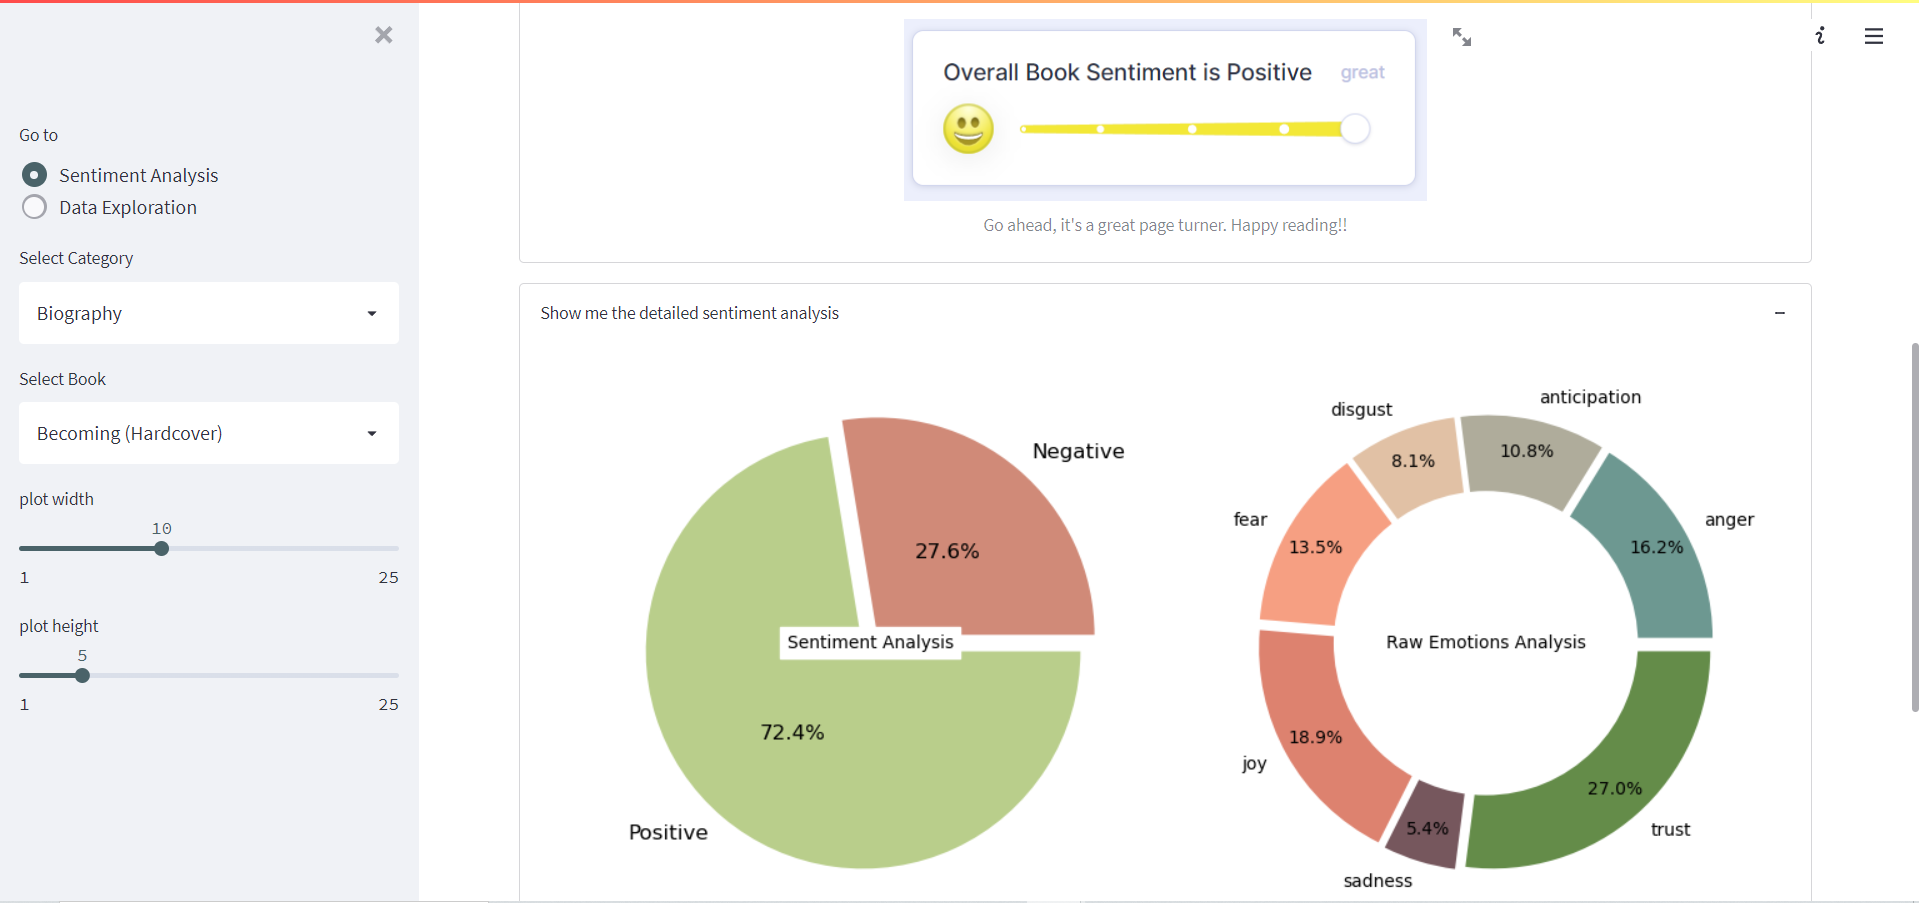 Go to
Sentiment Analysis
Data Exploration
Select Category
Biography
Select Book
Becoming (Hardcover)
plot width
10
1 25
plot height
5
1 25
Overall Book Sentiment is Positive great
Go ahead, it's a great page turner. Happy reading!!
i
Show me the detailed sentiment analysis
Negative
27.6%
Sentiment Analysis
72.4%
Positive
anticipation
disgust
10.8%
8.1%
fear
anger
13.5%
16.2%
Raw Emotions Analysis
18.9%
joy
27.0%
5.4%
trust
sadness